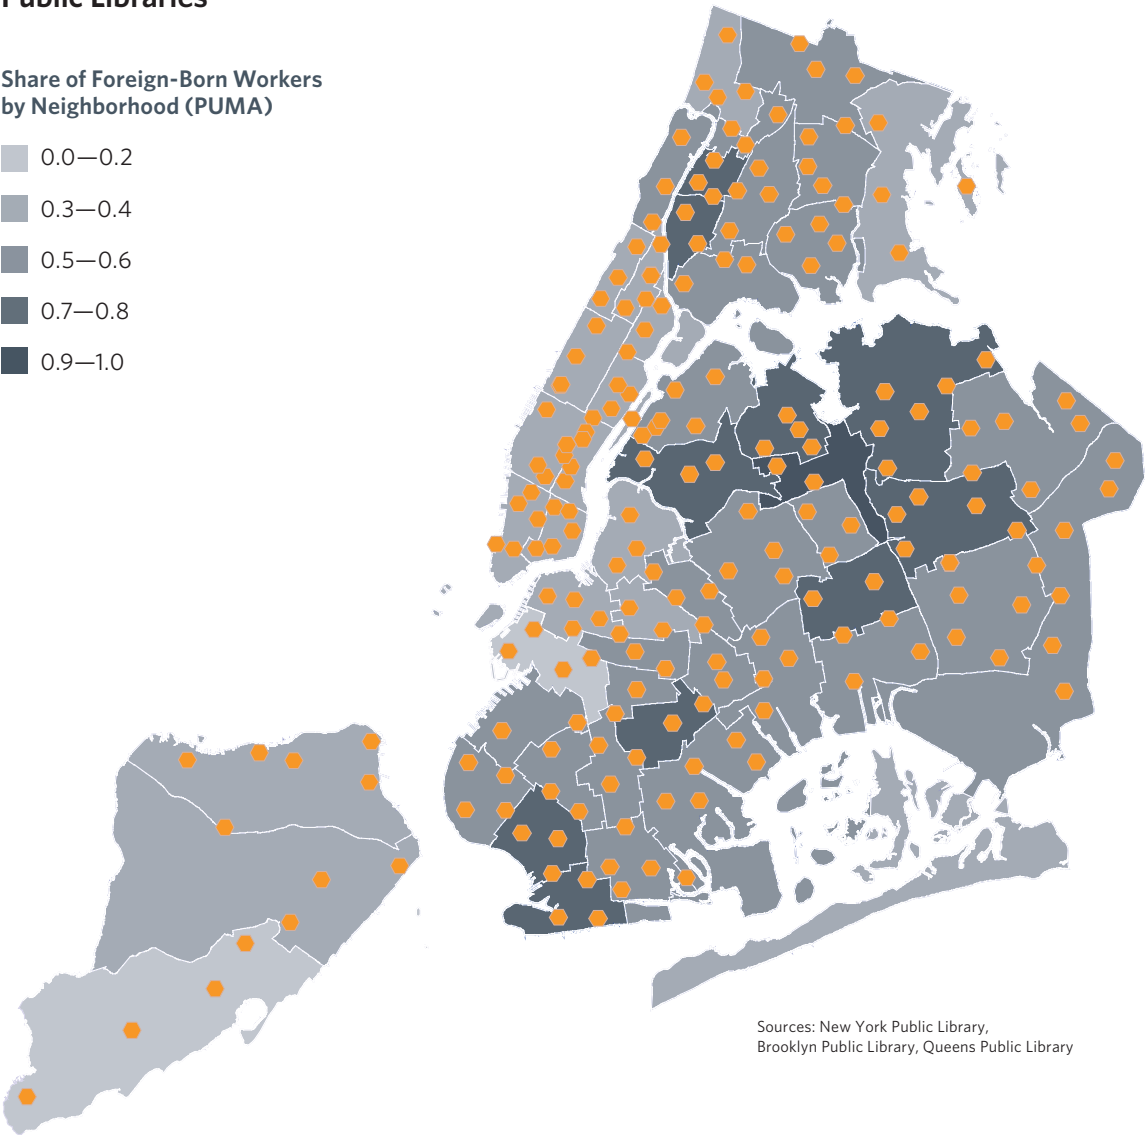 Public Libraries
Share of Foreign-Born Workers
by Neighborhood (PUMA)
0.0—0.2
0.3—0.4
0.5—0.6
0.7—0.8
0.9—1.0
Sources: New York Public Library,
Brooklyn Public Library, Queens Public Library